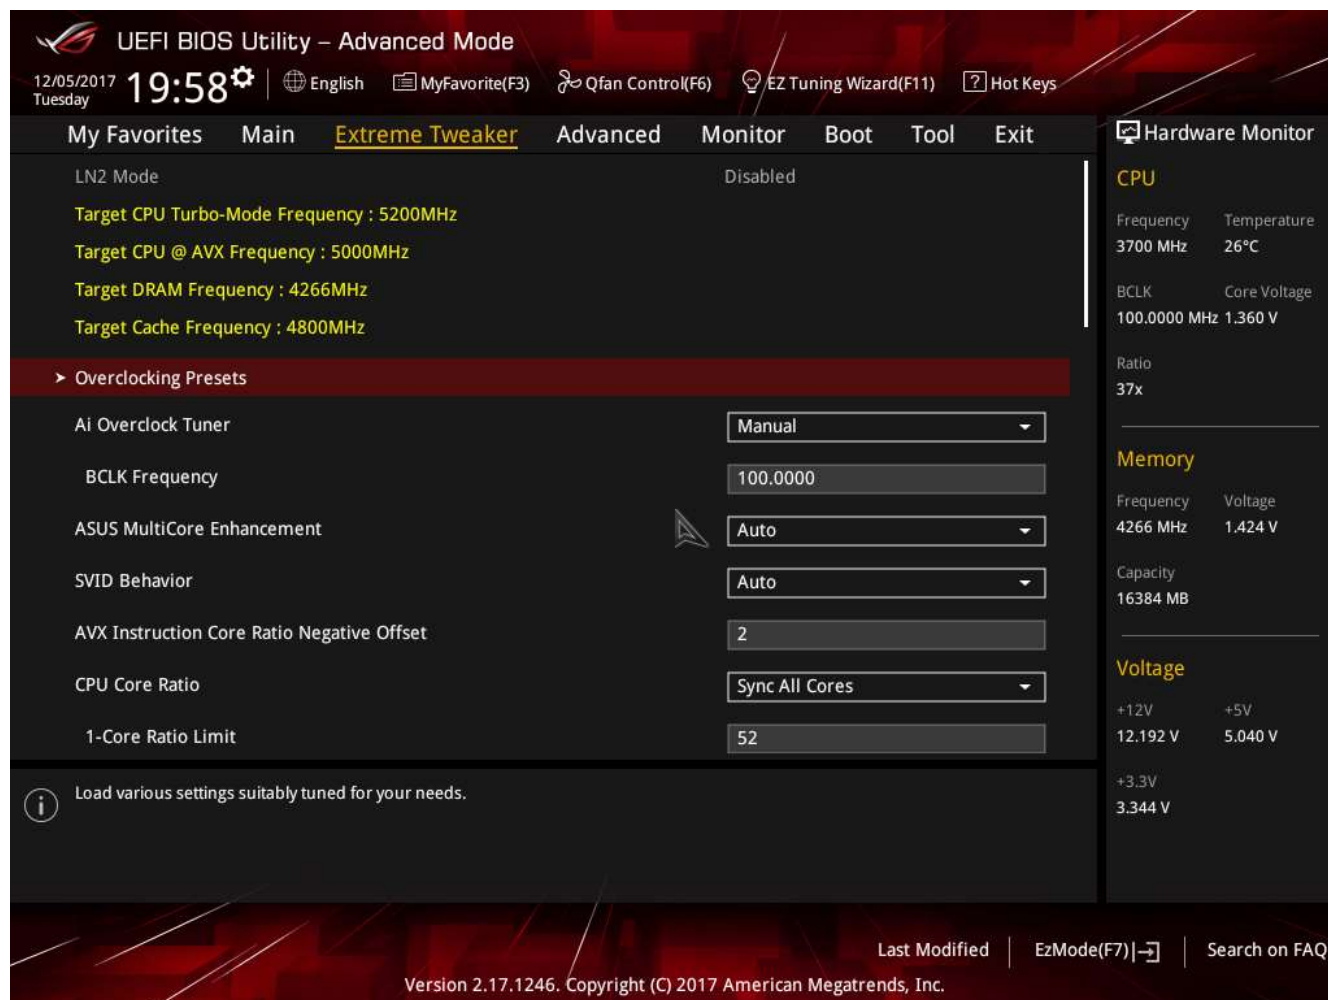 UEFI BIOS Utility – Advanced Mode
12/05/2017
Tuesday
19:58
English
MyFavorite(F3)
Qfan Control(F6)
EZ Tuning Wizard(F11)
? Hot Keys
My Favorites Main Extreme Tweaker Advanced Monitor Boot Tool Exit
LN2 Mode Disabled
Target CPU Turbo-Mode Frequency : 5200MHz
Target CPU @ AVX Frequency : 5000MHz
Target DRAM Frequency : 4266MHz
Target Cache Frequency : 4800MHz
Overclocking Presets
Ai Overclock Tuner Manual
BCLK Frequency 100.0000
ASUS MultiCore Enhancement Auto
SVID Behavior Auto
AVX Instruction Core Ratio Negative Offset 2
CPU Core Ratio Sync All Cores
1-Core Ratio Limit 52
Load various settings suitably tuned for your needs.
Hardware Monitor
CPU
Frequency Temperature
3700 MHz 26°C
BCLK Core Voltage
100.0000 MHz 1.360 V
Ratio
37x
Memory
Frequency Voltage
4266 MHz 1.424 V
Capacity
16384 MB
Voltage
+12V +5V
12.192 V 5.040 V
+3.3V
3.344 V
Last Modified
EzMode(F7)
Search on FAQ
Version 2.17.1246. Copyright (C) 2017 American Megatrends, Inc.